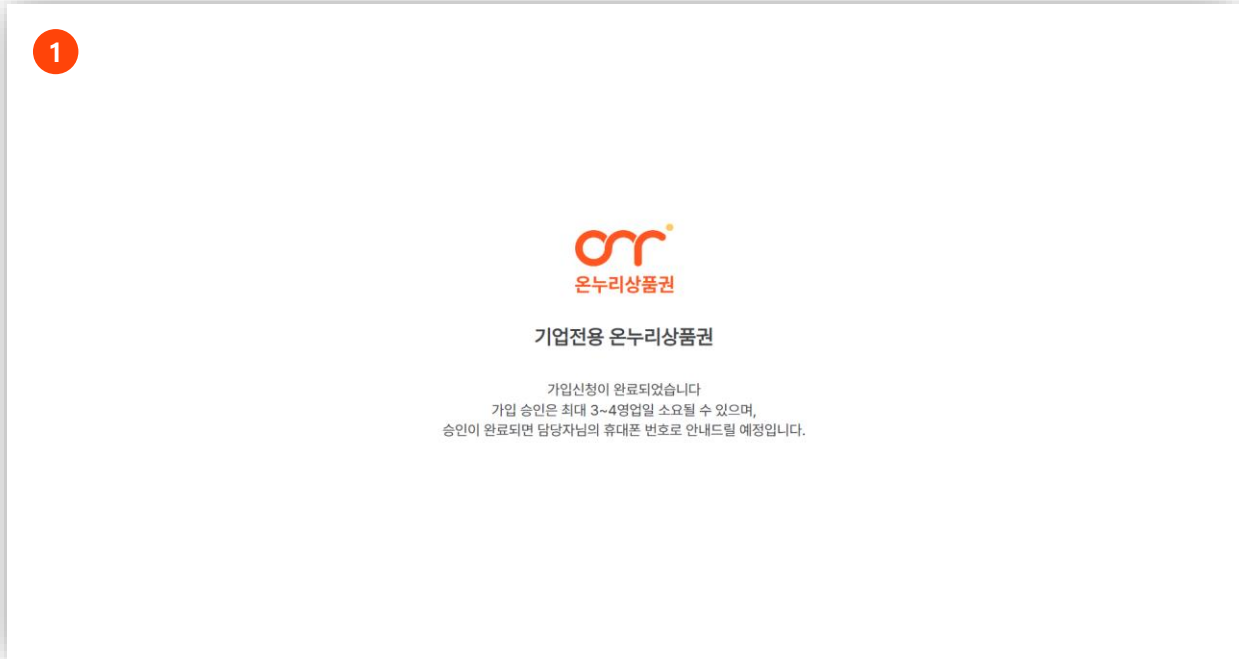 1
온누리상품권
기업전용 온누리상품권
가입신청이 완료되었습니다
가입 승인은 최대 3~4영업일 소요될 수 있으며,
승인이 완료되면 담당자님의 휴대폰 번호로 안내드릴 예정입니다.